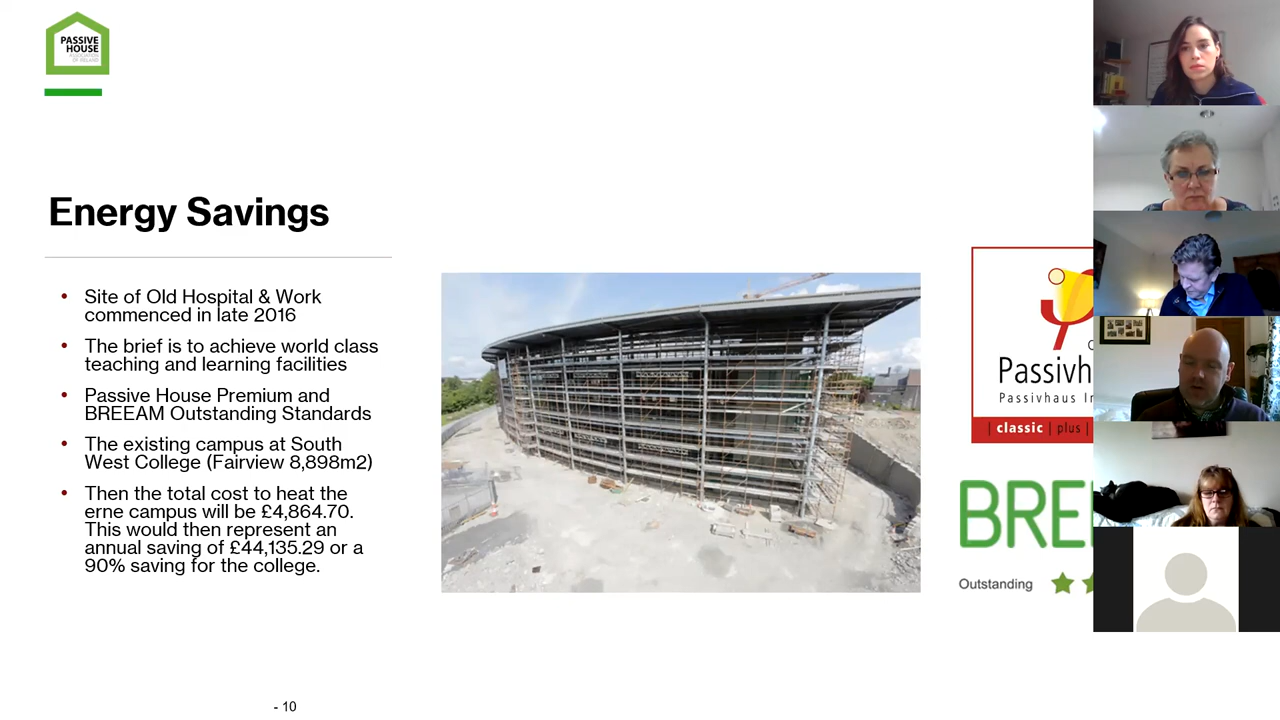 PASSIVE
HOUSE
OF IRELAND
Energy Savings
• Site of Old Hospital & Work
commenced in late 2016
• The brief is to achieve world class
teaching and learning facilities
• Passive House Premium and
BREEAM Outstanding Standards
• The existing campus at South
West College (Fairview 8,898m2)
• Then the total cost to heat the
erne campus will be £4,864.70.
This would then represent an
annual saving of £44,135.29 or a
90% saving for the college.
Passivh
Passivhaus In
| classic | plus |
BRE
Outstanding
- 10